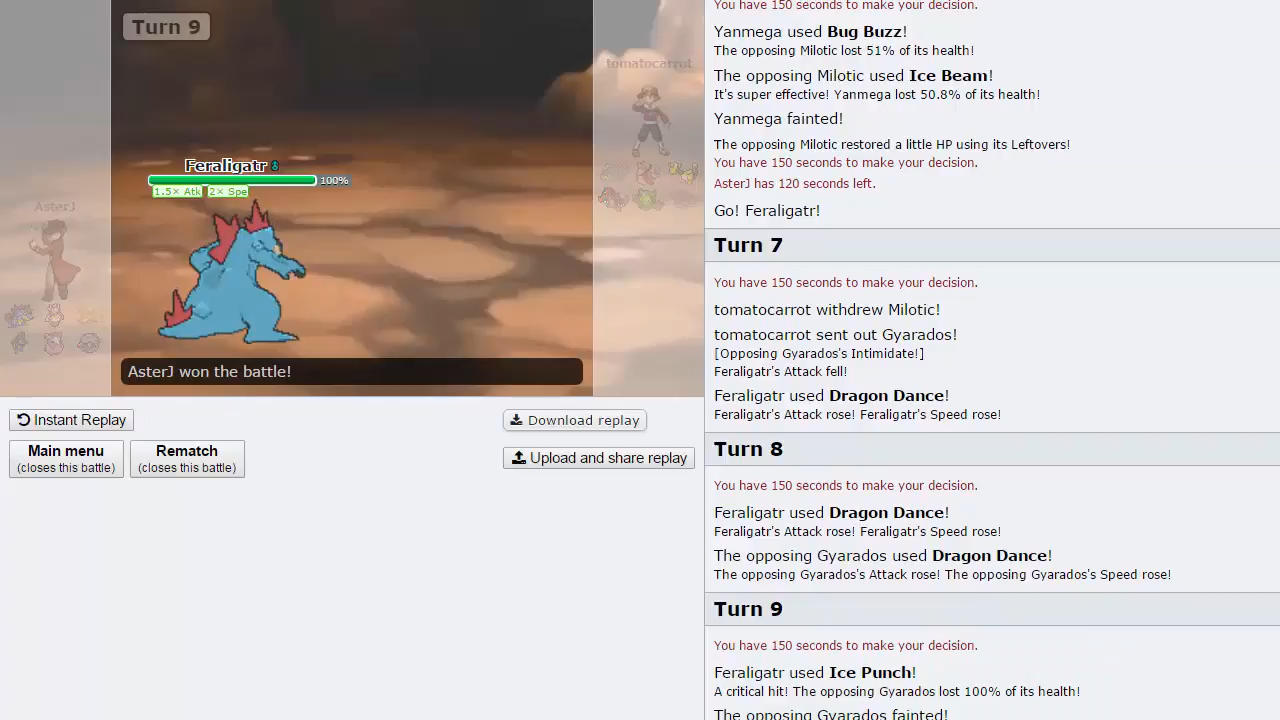 Turn 9
tomatocarrot
Feraligatr
100%
1.5× Atk 2× Spe
AsterJ
AsterJ won the battle!
Instant Replay
Download replay
Main menu
(closes this battle)
Rematch
(closes this battle)
Upload and share replay
You have 150 seconds to make your decision.
Yanmega used Bug Buzz!
The opposing Milotic lost 51% of its health!
The opposing Milotic used Ice Beam!
It's super effective! Yanmega lost 50.8% of its health!
Yanmega fainted!
The opposing Milotic restored a little HP using its Leftovers!
You have 150 seconds to make your decision.
AsterJ has 120 seconds left.
Go! Feraligatr!
Turn 7
You have 150 seconds to make your decision.
tomatocarrot withdrew Milotic!
tomatocarrot sent out Gyarados!
[Opposing Gyarados's Intimidate!]
Feraligatr's Attack fell!
Feraligatr used Dragon Dance!
Feraligatr's Attack rose! Feraligatr's Speed rose!
Turn 8
You have 150 seconds to make your decision.
Feraligatr used Dragon Dance!
Feraligatr's Attack rose! Feraligatr's Speed rose!
The opposing Gyarados used Dragon Dance!
The opposing Gyarados's Attack rose! The opposing Gyarados's Speed rose!
Turn 9
You have 150 seconds to make your decision.
Feraligatr used Ice Punch!
A critical hit! The opposing Gyarados lost 100% of its health!
The opposing Gyarados fainted!